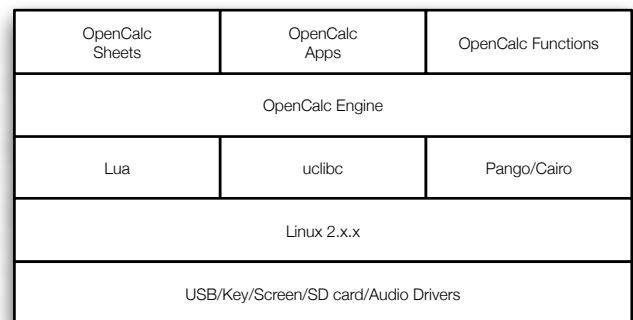 OpenCalc
Sheets
OpenCalc
Apps
OpenCalc Functions
OpenCalc Engine
Lua
uclibc
Pango/Cairo
Linux 2.x.x
USB/Key/Screen/SD card/Audio Drivers